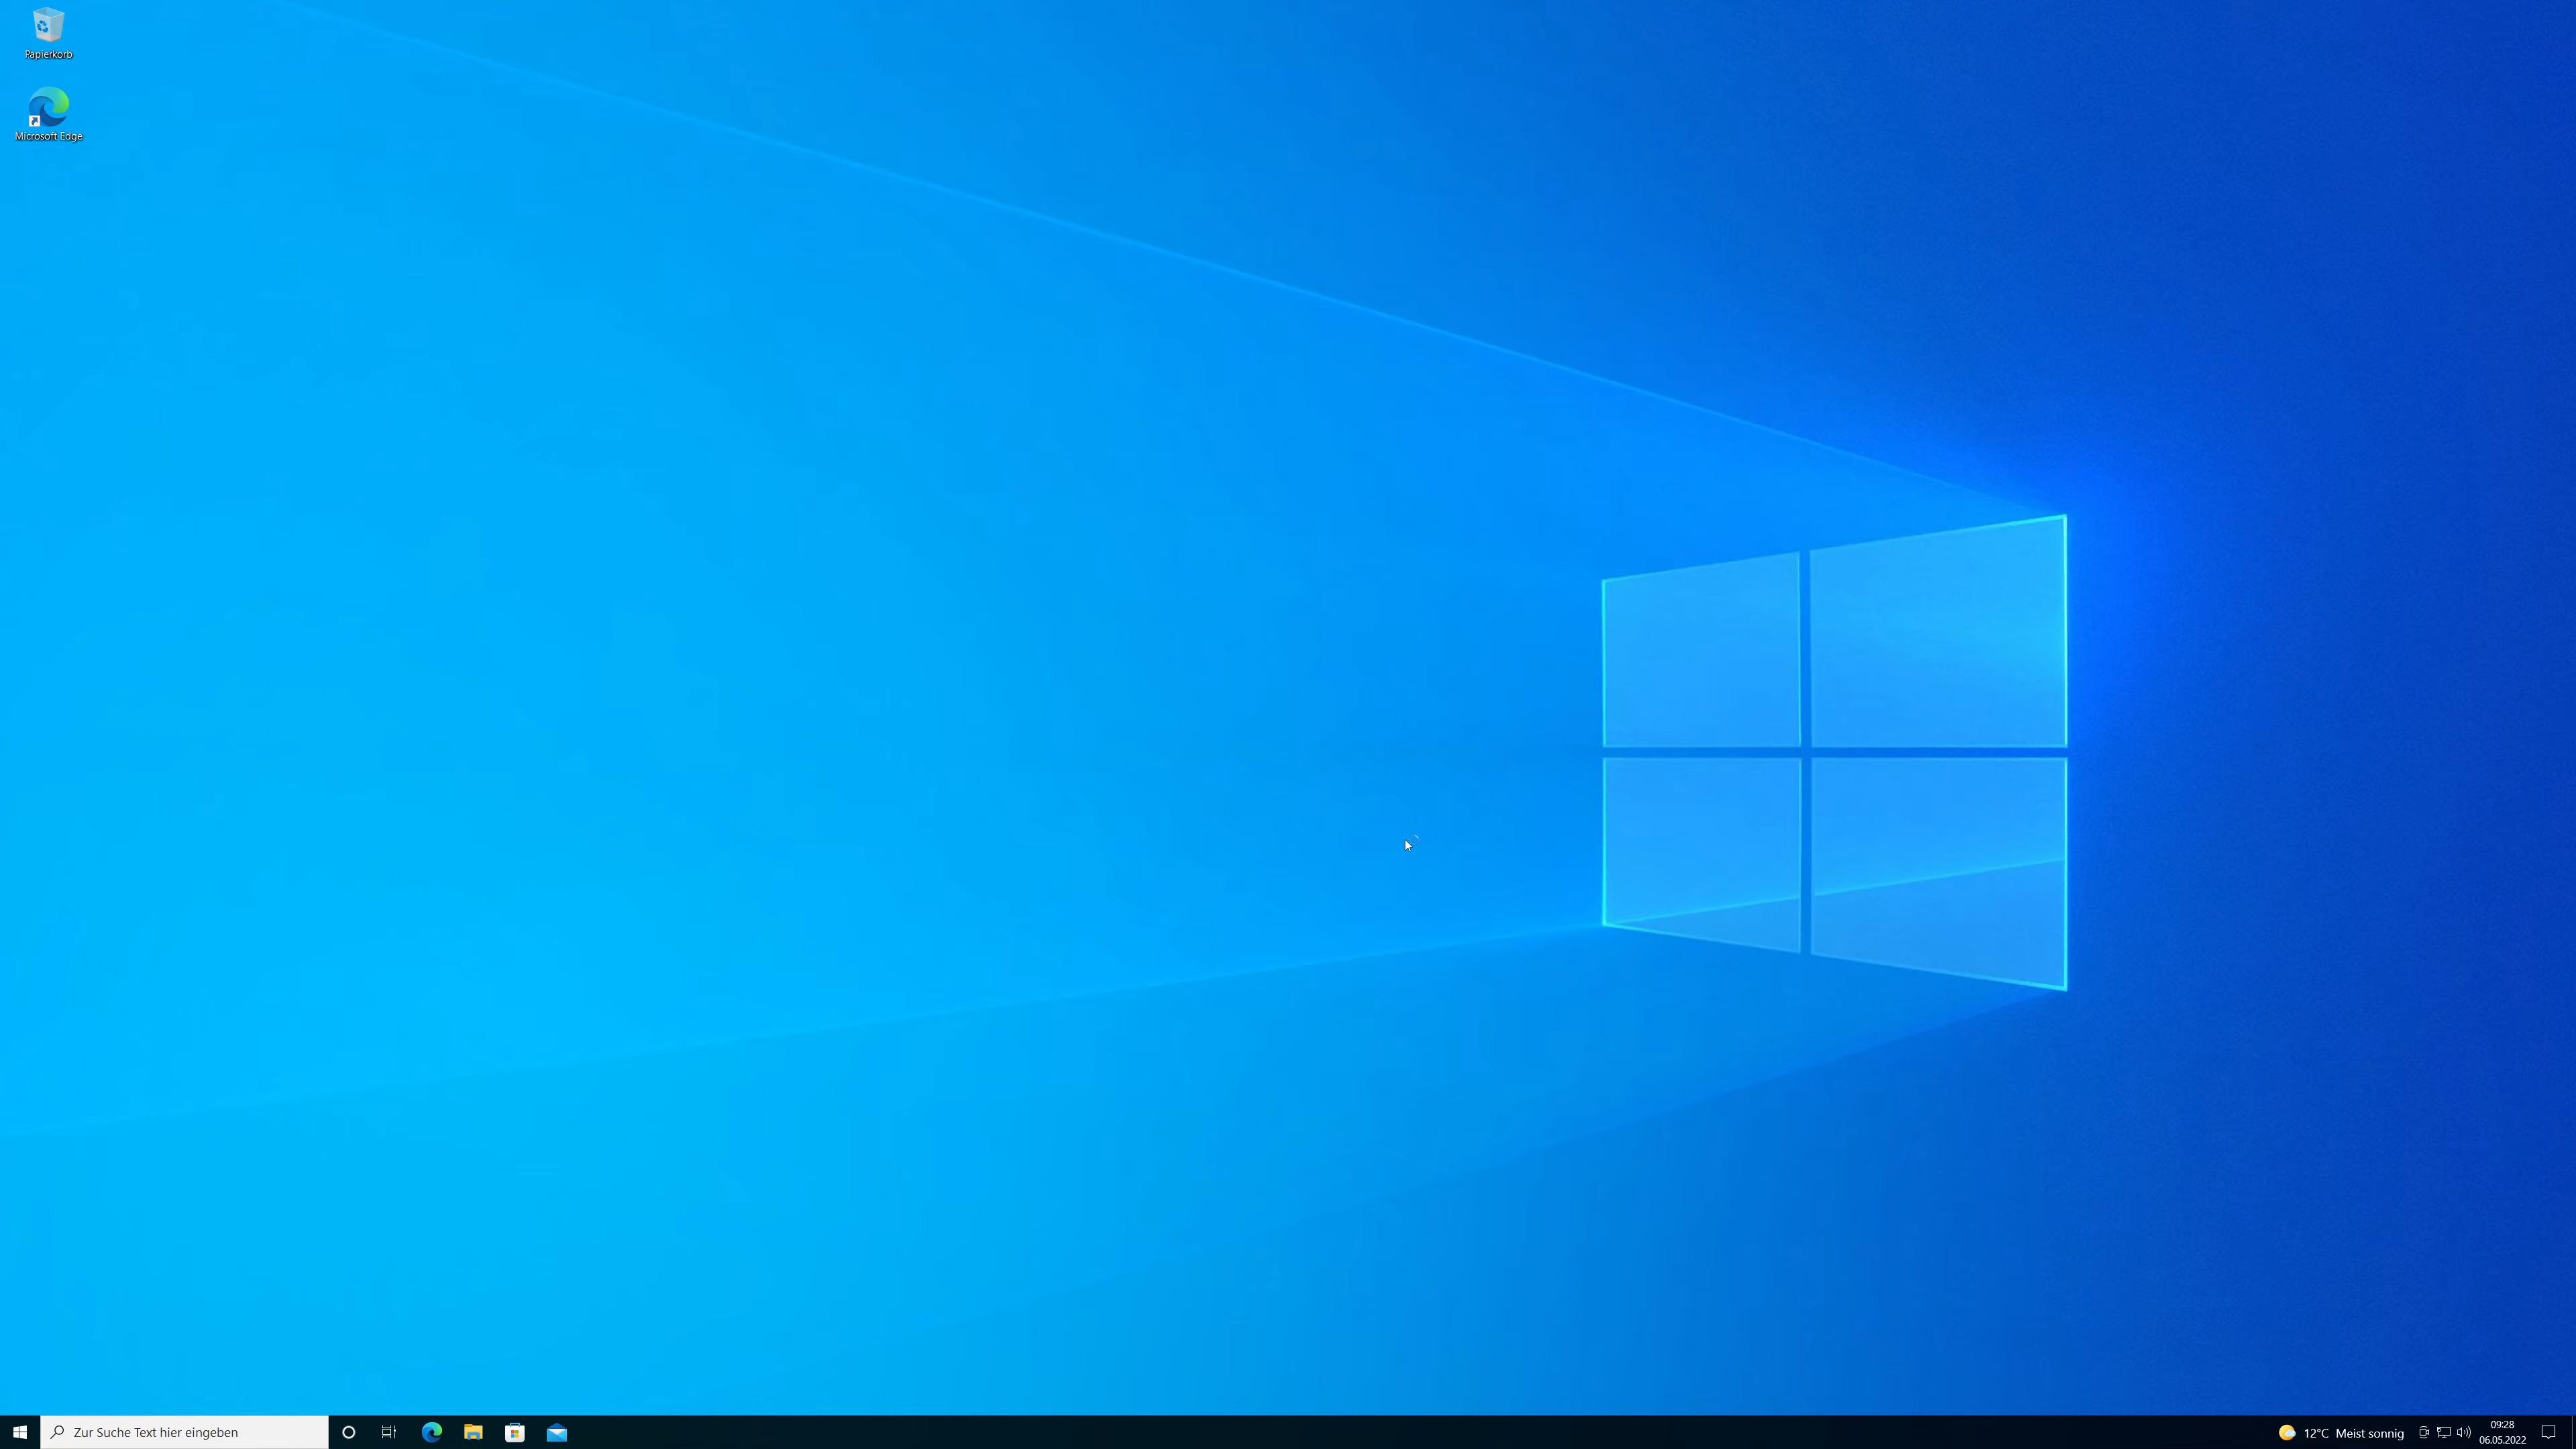 Papierkorb
Microsoft Edge
Zur Suche Text hier eingeben
12°C Meist sonnig
09:28
06.05.2022